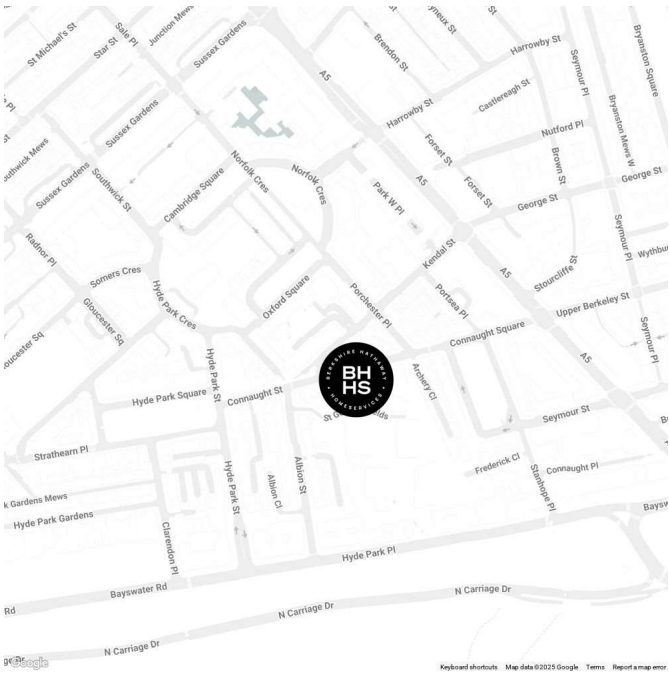 St Michael's St
Star St
Sale Pl
Junction Mews
Sussex Gardens
A5
Brendon St
Harrowby St
Seymour Pl
Bryanston Square
Castlereagh St
Harrowby St
Nutford Pl
Bryanston Mews W
Sussex Gardens
Southwick St
Norfolk Cres
Norfolk Cres
Forset St
Brown St
George St
Sussex Gardens
Cambridge Square
Park W Pl
A5
Forset St
George St
Radnor Pl
Somers Cres
Hyde Park Cres
Oxford Square
Kendal St
Porchester Pl
Portsea Pl
A5
Stourcliffe St
Seymour Pl
Gloucester Sq
Upper Berkeley St
Connaught Square
Seymour Pl
A5
BERKSHIRE HATHAWAY
BH
HS
HOMESERVICES
Hyde Park St
Hyde Park Square
Connaught St
Archery Cl
Seymour St
Strathearn Pl
Hyde Park St
Albion Cl
Albion St
Frederick Cl
Stanhope Pl
Connaught Pl
Gardens Mews
Hyde Park Gardens
Clarendon Pl
Hyde Park Pl
Bayswater Rd
Rd
N Carriage Dr
N Carriage Dr
N Carriage Dr
Google
Keyboard shortcuts
Map data ©2025 Google
Terms
Report a map error